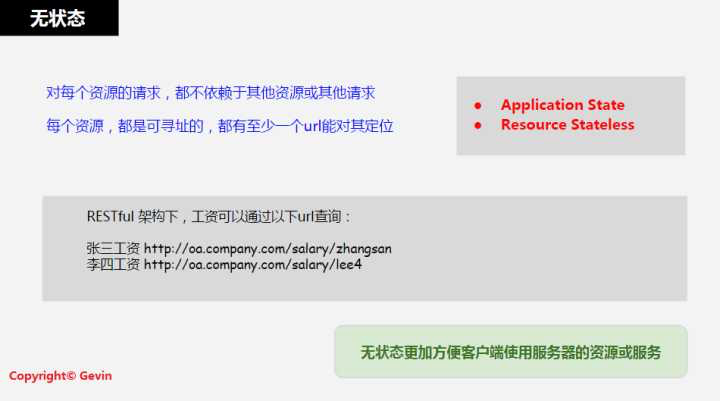 无状态
对每个资源的请求，都不依赖于其他资源或其他请求
每个资源，都是可寻址的，都有至少一个url能对其定位
● Application State
● Resource Stateless
RESTful 架构下，工资可以通过以下url查询：
张三工资 http://oa.company.com/salary/zhangsan
李四工资 http://oa.company.com/salary/lee4
无状态更加方便客户端使用服务器的资源或服务
Copyright© Gevin